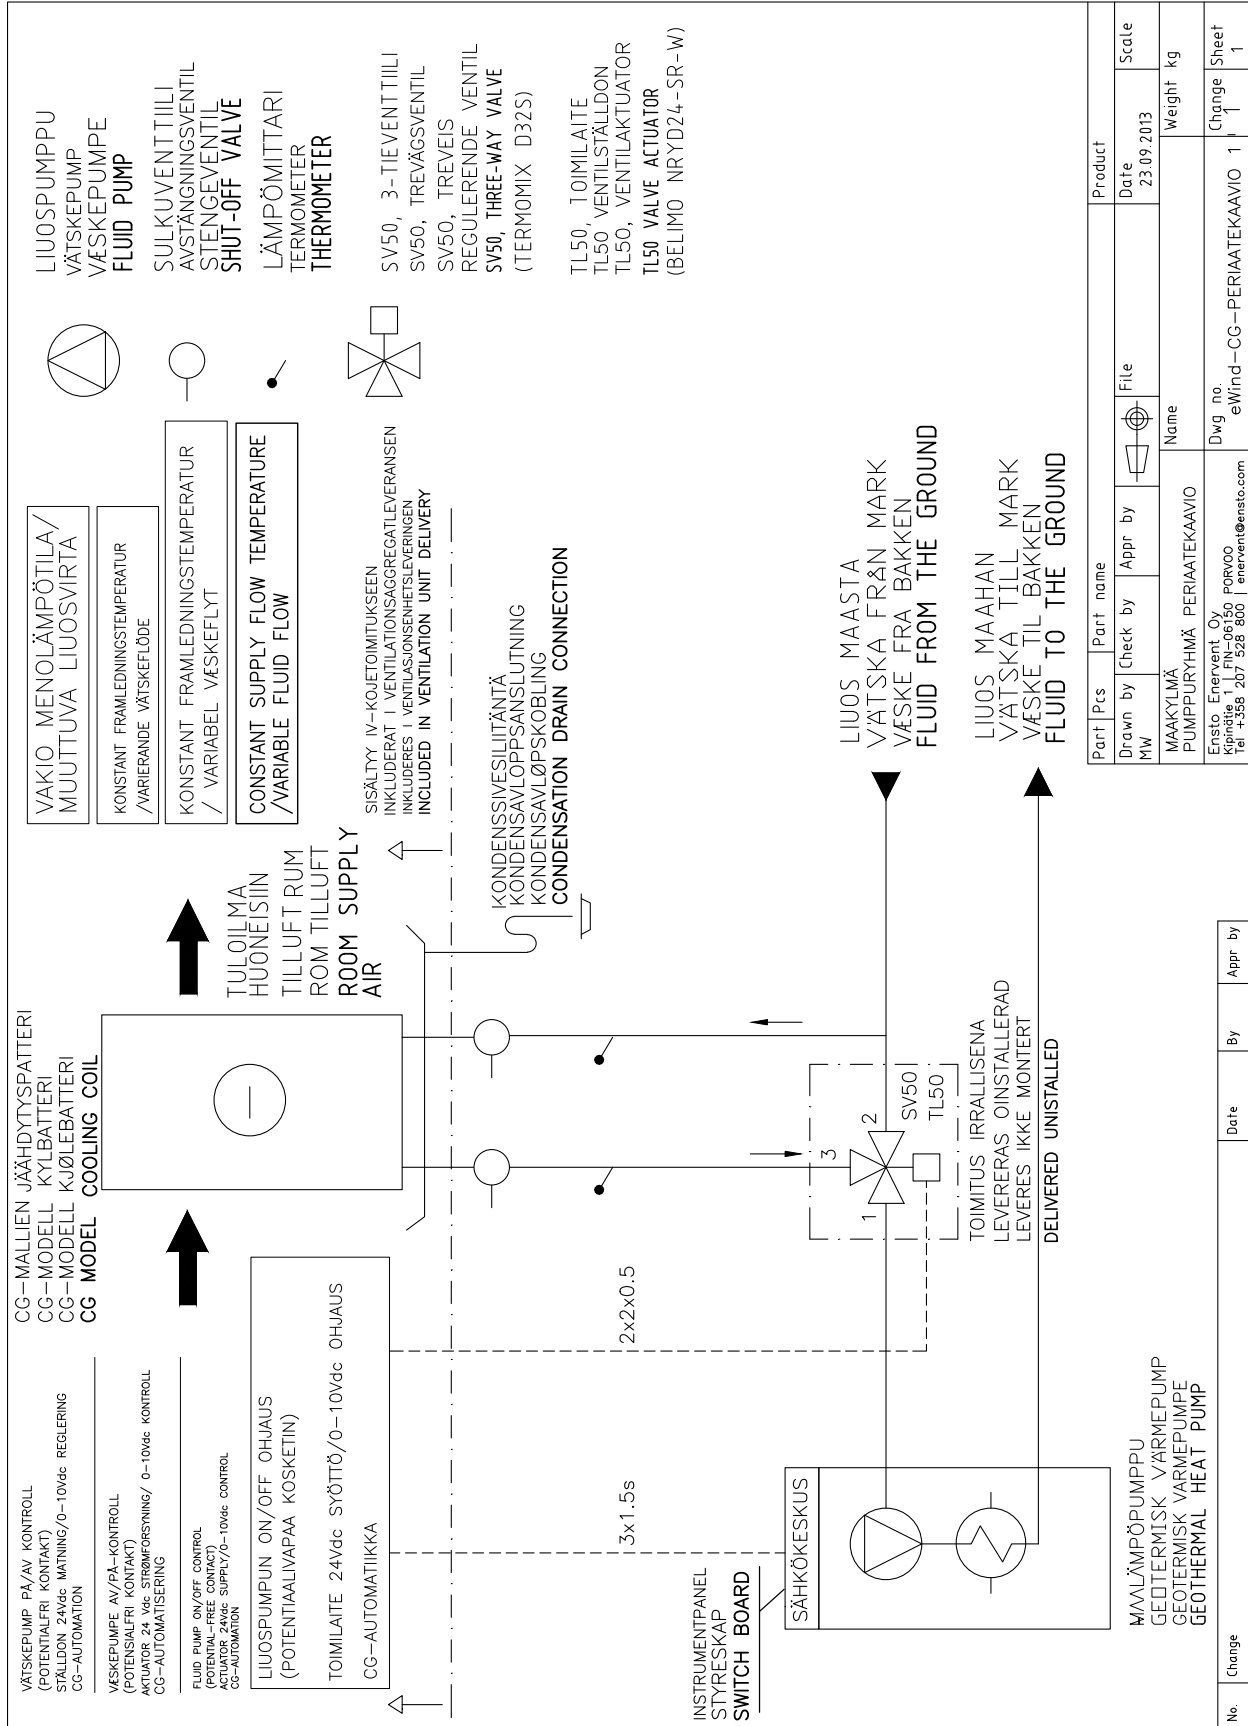 CG-MALLIEN JÄÄHDYTYSPATTERI
CG-MODELL KYLBATTERI
CG-MODELL KJØLEBATTERI
CG MODEL COOLING COIL
VÄTSKEPUMP PÅ/AV KONTROLL
(POTENTIALFRI KONTAKT)
STÄLLDON 24Vdc MATNING/0-10Vdc REGLERING
CG-AUTOMATION
VÆSKEPUMPE AV/PÅ-KONTROLL
(POTENSIALFRI KONTAKT)
AKTUATOR 24 Vdc STRØMFORSYNING/ 0-10Vdc KONTROLL
CG-AUTOMATISERING
FLUID PUMP ON/OFF CONTROL
(POTENTIAL-FREE CONTACT)
ACTUATOR 24Vdc SUPPLY/0-10Vdc CONTROL
CG-AUTOMATION
LIUOSPUMPUN ON/OFF OHJAUS
(POTENTIAALIVAPAA KOSKETIN)
TOIMILAITE 24Vdc SYÖTTÖ/0-10Vdc OHJAUS
CG-AUTOMATIIKKA
TULOILMA
HUONEISIIN
TILLUFT RUM
ROM TILLUFT
ROOM SUPPLY
AIR
VAKIO MENOLÄMPÖTILA/
MUUTTUVA LIUOSVIRTA
KONSTANT FRAMLEDNINGSTEMPERATUR
/VARIERANDE VÄTSKEFLÖDE
KONSTANT FRAMLEDNINGSTEMPERATUR
/ VARIABEL VÆSKEFLYT
CONSTANT SUPPLY FLOW TEMPERATURE
/VARIABLE FLUID FLOW
LIUOSPUMPPU
VÄTSKEPUMP
VÆSKEPUMPE
FLUID PUMP
SULKUVENTTIILI
AVSTÄNGNINGSVENTIL
STENGEVENTIL
SHUT-OFF VALVE
LÄMPÖMITTARI
TERMOMETER
THERMOMETER
SV50, 3-TIEVENTTIILI
SV50, TREVÄGSVENTIL
SV50, TREVEIS
REGULERENDE VENTIL
SV50, THREE-WAY VALVE
(TERMOMIX D32S)
TL50, TOIMILAITE
TL50 VENTILSTÄLLDON
TL50, VENTILAKTUATOR
TL50 VALVE ACTUATOR
(BELIMO NRYD24-SR-W)
SISÄLTYY IV-KOJETOIMITUKSEEN
INKLUDERAT I VENTILATIONSAGGREGATLEVERANSEN
INKLUDERES I VENTILASJONSENHETSLEVERINGEN
INCLUDED IN VENTILATION UNIT DELIVERY
KONDENSSIVESILIITÄNTÄ
KONDENSAVLOPPSANSLUTNING
KONDENSAVLØPSKOBLING
CONDENSATION DRAIN CONNECTION
3x1.5s
2x2x0.5
1
3
2
SV50
TL50
TOIMITUS IRRALLISENA
LEVERERAS OINSTALLERAD
LEVERES IKKE MONTERT
DELIVERED UNISTALLED
INSTRUMENTPANEL
STYRESKAP
SWITCH BOARD
SÄHKÖKESKUS
LIUOS MAASTA
VÄTSKA FRÅN MARK
VÆSKE FRA BAKKEN
FLUID FROM THE GROUND
LIUOS MAAHAN
VÄTSKA TILL MARK
VÆSKE TIL BAKKEN
FLUID TO THE GROUND
MAALÄMPÖPUMPPU
GEOTERMISK VÄRMEPUMP
GEOTERMISK VARMEPUMPE
GEOTHERMAL HEAT PUMP
Part Pcs Part name Product
Drawn by Check by Appr by File Date Scale
MW 23.09.2013
MAAKYLMÄ
PUMPPURYHMÄ PERIAATEKAAVIO
Name Weight kg
Ensto Enervent Oy
Kipinätie 1 | FIN-06150 PORVOO
Tel +358 207 528 800 | enervent@ensto.com
Dwg no. Change Sheet
eWind-CG-PERIAATEKAAVIO 1 1 1
No. Change Date By Appr by